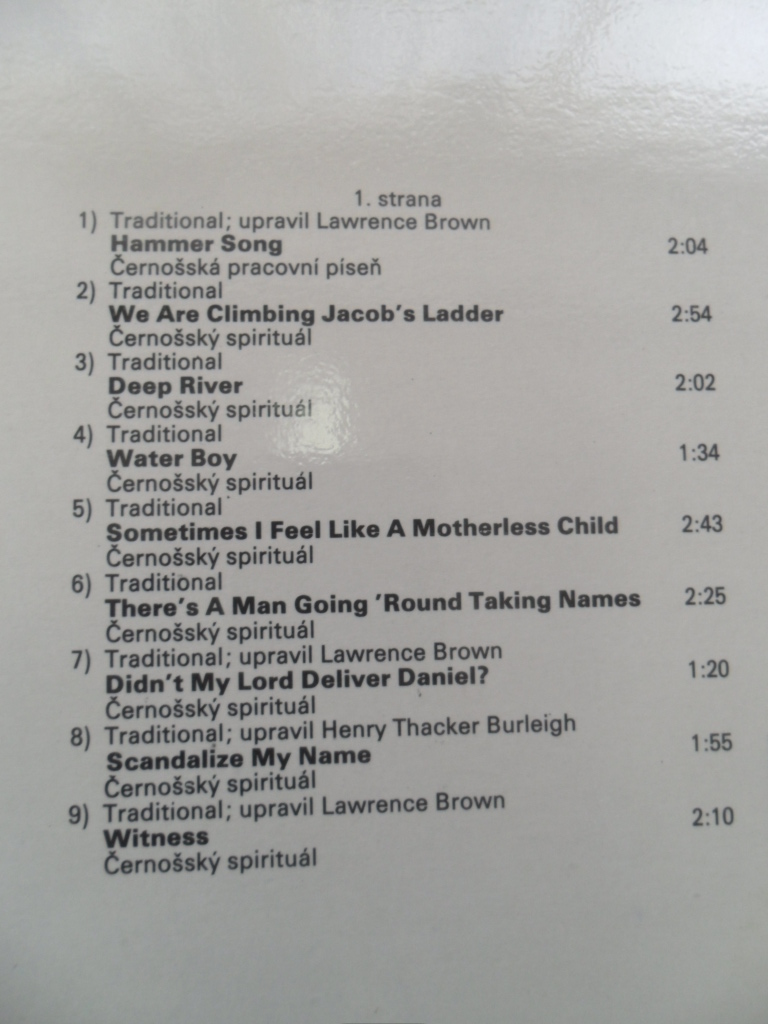 1. strana
1) Traditional; upravil Lawrence Brown
Hammer Song 2:04
Černošská pracovní píseň
2) Traditional
We Are Climbing Jacob's Ladder 2:54
Černošský spirituál
3) Traditional
Deep River 2:02
Černošský spirituál
4) Traditional
Water Boy 1:34
Černošský spirituál
5) Traditional
Sometimes I Feel Like A Motherless Child 2:43
Černošský spirituál
6) Traditional
There's A Man Going 'Round Taking Names 2:25
Černošský spirituál
7) Traditional; upravil Lawrence Brown
Didn't My Lord Deliver Daniel? 1:20
Černošský spirituál
8) Traditional; upravil Henry Thacker Burleigh
Scandalize My Name 1:55
Černošský spirituál
9) Traditional; upravil Lawrence Brown
Witness 2:10
Černošský spirituál